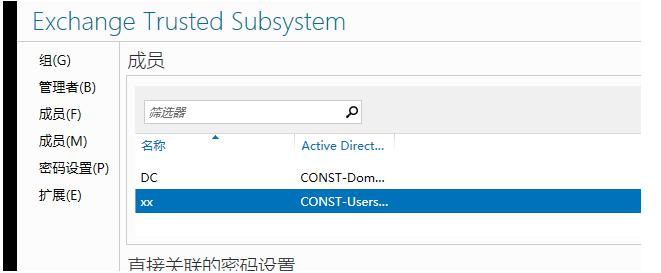 Exchange Trusted Subsystem
组(G)
管理者(B)
成员(F)
成员(M)
密码设置(P)
扩展(E)
成员
筛选器
名称 Active Direct...
DC CONST-Dom...
xx CONST-Users...
直接关联的密码设置